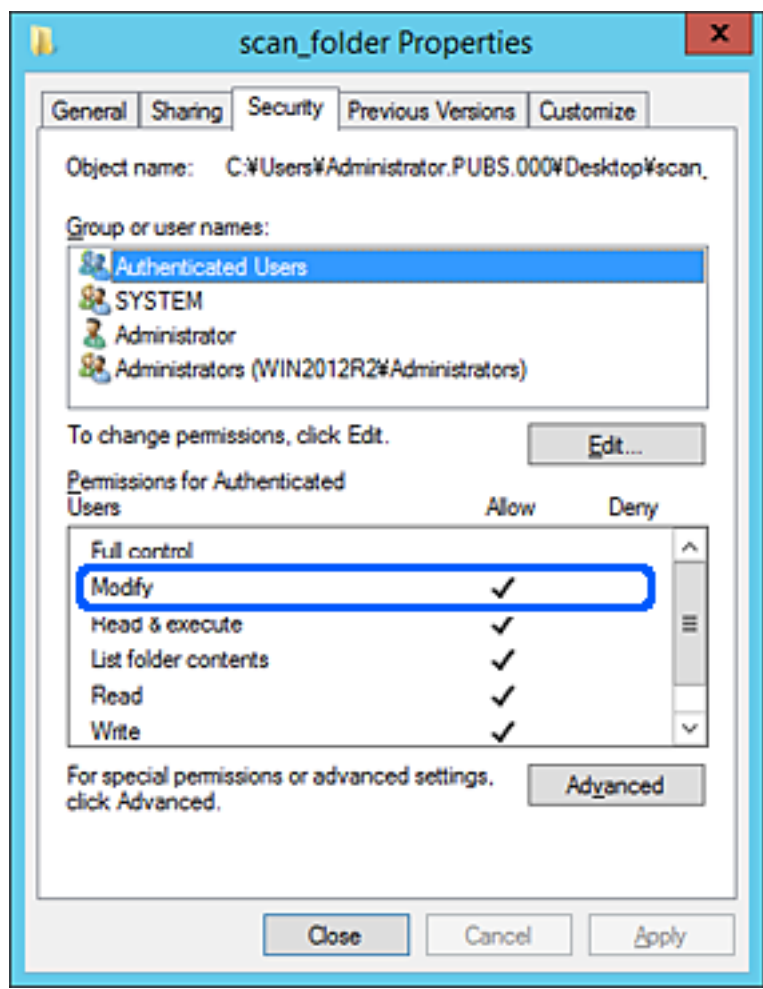 scan_folder Properties
x
General Sharing Security Previous Versions Customize
Object name: C:¥Users¥Administrator.PUBS.000¥Desktop¥scan_
Group or user names:
Authenticated Users
SYSTEM
Administrator
Administrators (WIN2012R2¥Administrators)
To change permissions, click Edit.
Edit...
Permissions for Authenticated
Users Allow Deny
Full control
Modify
Read & execute
List folder contents
Read
Write
For special permissions or advanced settings,
click Advanced.
Advanced
Close Cancel Apply